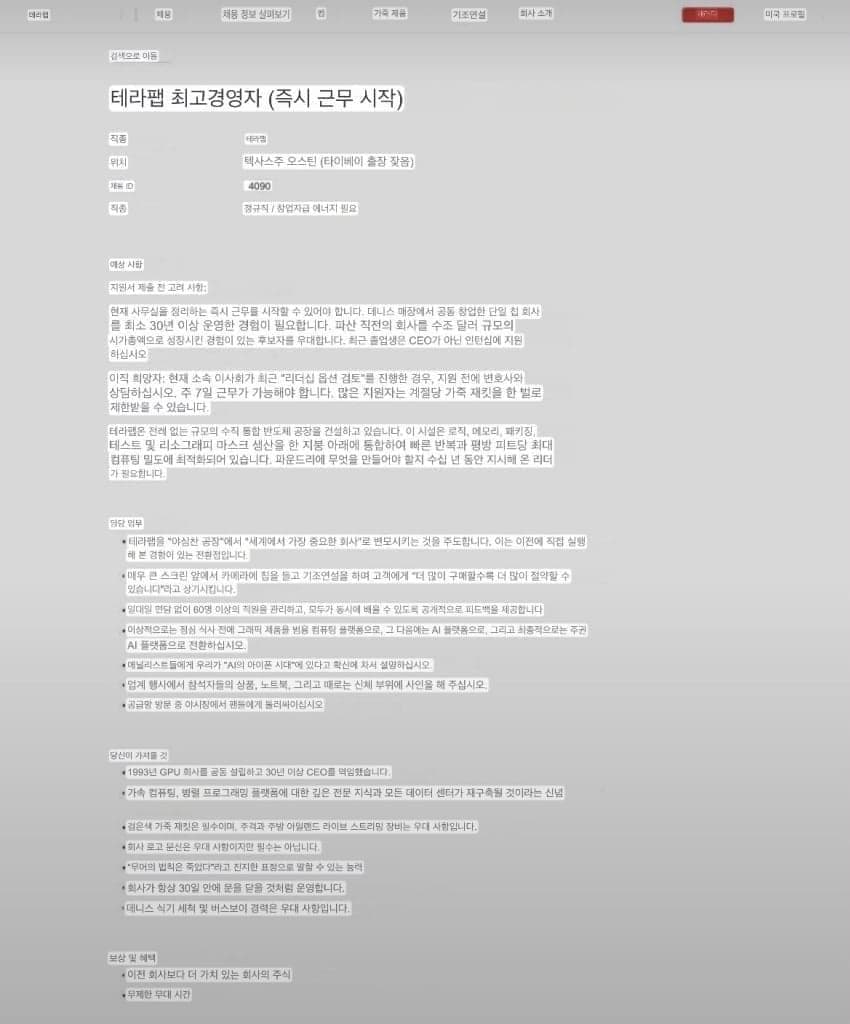 테라팹
채용
채용 정보 살펴보기
칩
가죽 제품
기조연설
회사 소개
미국 프로필
검색으로 이동
테라팹 최고경영자 (즉시 근무 시작)
직종 테라팹
위치 텍사스주 오스틴 (타이베이 출장 잦음)
채용 ID 4090
직종 정규직 / 창업자급 에너지 필요
예상 사항
지원서 제출 전 고려 사항:
현재 사무실을 정리하는 즉시 근무를 시작할 수 있어야 합니다. 데니스 매장에서 공동 창업한 단일 칩 회사
를 최소 30년 이상 운영한 경험이 필요합니다. 파산 직전의 회사를 수조 달러 규모의
시가총액으로 성장시킨 경험이 있는 후보자를 우대합니다. 최근 졸업생은 CEO가 아닌 인턴십에 지원
하십시오
이직 희망자: 현재 소속 이사회가 최근 "리더십 옵션 검토"를 진행한 경우, 지원 전에 변호사와
상담하십시오. 주 7일 근무가 가능해야 합니다. 많은 지원자는 계절당 가죽 재킷을 한 벌로
제한받을 수 있습니다.
테라팹은 전례 없는 규모의 수직 통합 반도체 공장을 건설하고 있습니다. 이 시설은 로직, 메모리, 패키징,
테스트 및 리소그래피 마스크 생산을 한 지붕 아래에 통합하여 빠른 반복과 평방 피트당 최대
컴퓨팅 밀도에 최적화되어 있습니다. 파운드리에 무엇을 만들어야 할지 수십 년 동안 지시해 온 리더
가 필요합니다.
담당 업무
• 테라팹을 "야심찬 공장"에서 "세계에서 가장 중요한 회사"로 변모시키는 것을 주도합니다, 이는 이전에 직접 실행
해 본 경험이 있는 전환점입니다.
• 매우 큰 스크린 앞에서 카메라에 칩을 들고 기조연설을 하며 고객에게 "더 많이 구매할수록 더 많이 절약할 수
있습니다"라고 상기시킵니다.
• 일대일 면담 없이 60명 이상의 직원을 관리하고, 모두가 동시에 배울 수 있도록 공개적으로 피드백을 제공합니다
• 이상적으로는 점심 식사 전에 그래픽 제품을 범용 컴퓨팅 플랫폼으로, 그 다음에는 AI 플랫폼으로, 그리고 최종적으로는 주권
AI 플랫폼으로 전환하십시오.
• 애널리스트들에게 우리가 "AI의 아이폰 시대"에 있다고 확신에 차서 설명하십시오.
• 업계 행사에서 참석자들의 상품, 노트북, 그리고 때로는 신체 부위에 사인을 해 주십시오.
• 공급망 방문 중 야시장에서 팬들에게 둘러싸이십시오
당신이 가져올 것
• 1993년 GPU 회사를 공동 설립하고 30년 이상 CEO를 역임했습니다.
• 가속 컴퓨팅, 병렬 프로그래밍 플랫폼에 대한 깊은 전문 지식과 모든 데이터 센터가 재구축될 것이라는 신념
• 검은색 가죽 재킷은 필수이며, 주걱과 주방 아일랜드 라이브 스트리밍 장비는 우대 사항입니다.
• 회사 로고 문신은 우대 사항이지만 필수는 아닙니다.
• "무어의 법칙은 죽었다"라고 진지한 표정으로 말할 수 있는 능력
• 회사가 항상 30일 안에 문을 닫을 것처럼 운영합니다.
• 데니스 식기 세척 및 버스보이 경력은 우대 사항입니다.
보상 및 혜택
• 이전 회사보다 더 가치 있는 회사의 주식
• 무제한 무대 시간